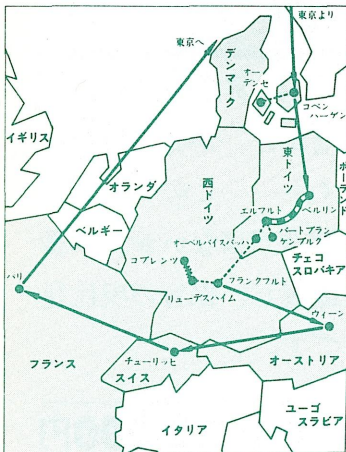 東京へ
東京より
デンマーク
オーデンセ
コペンハーゲン
イギリス
オランダ
西ドイツ
東ドイツ
ポーランド
ベルギー
エルフルト
ベルリン
オーベルバイスバッハ
バートブランケンブルク
コブレンツ
フランクフルト
チェコ
スロバキア
リューデスハイム
パリ
ウィーン
フランス
チューリッヒ
スイス
オーストリア
イタリア
ユーゴ
スラビア